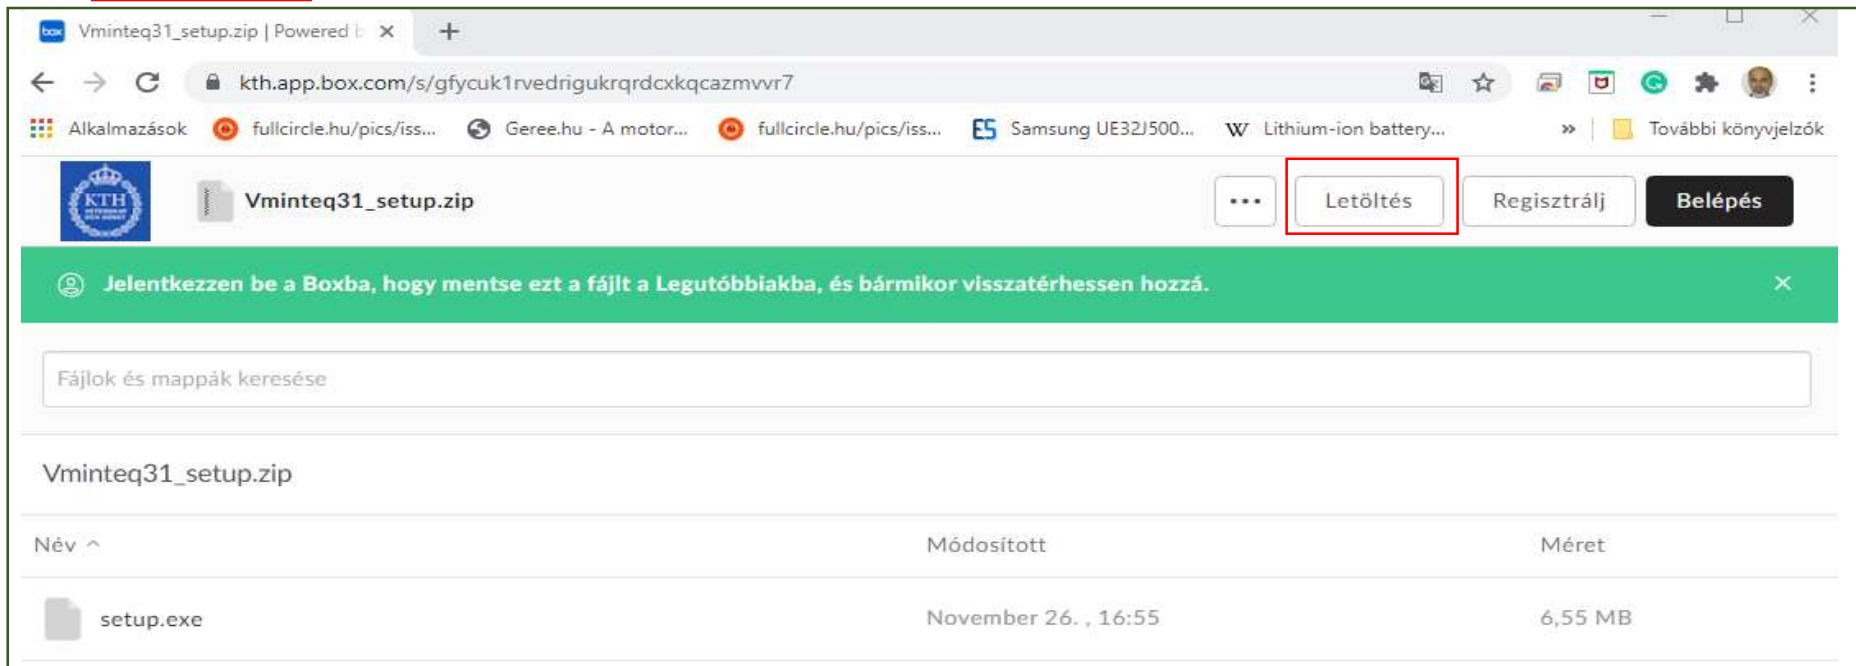 box Vminteq31_setup.zip | Powered b
kth.app.box.com/s/gfycuk1rvedrigukrqrdcxkqcazmvvr7
Alkalmazások fullcircle.hu/pics/iss... Geree.hu - A motor... fullcircle.hu/pics/iss... ES Samsung UE32J500... W Lithium-ion battery... » További könyvjelzők
KTH Vminteq31_setup.zip ... Letöltés Regisztrálj Belépés
Jelentkezzen be a Boxba, hogy mentse ezt a fájlt a Legutóbbiakba, és bármikor visszatérhessen hozzá.
Fájlok és mappák keresése
Vminteq31_setup.zip
Név Módosított Méret
setup.exe November 26. , 16:55 6,55 MB